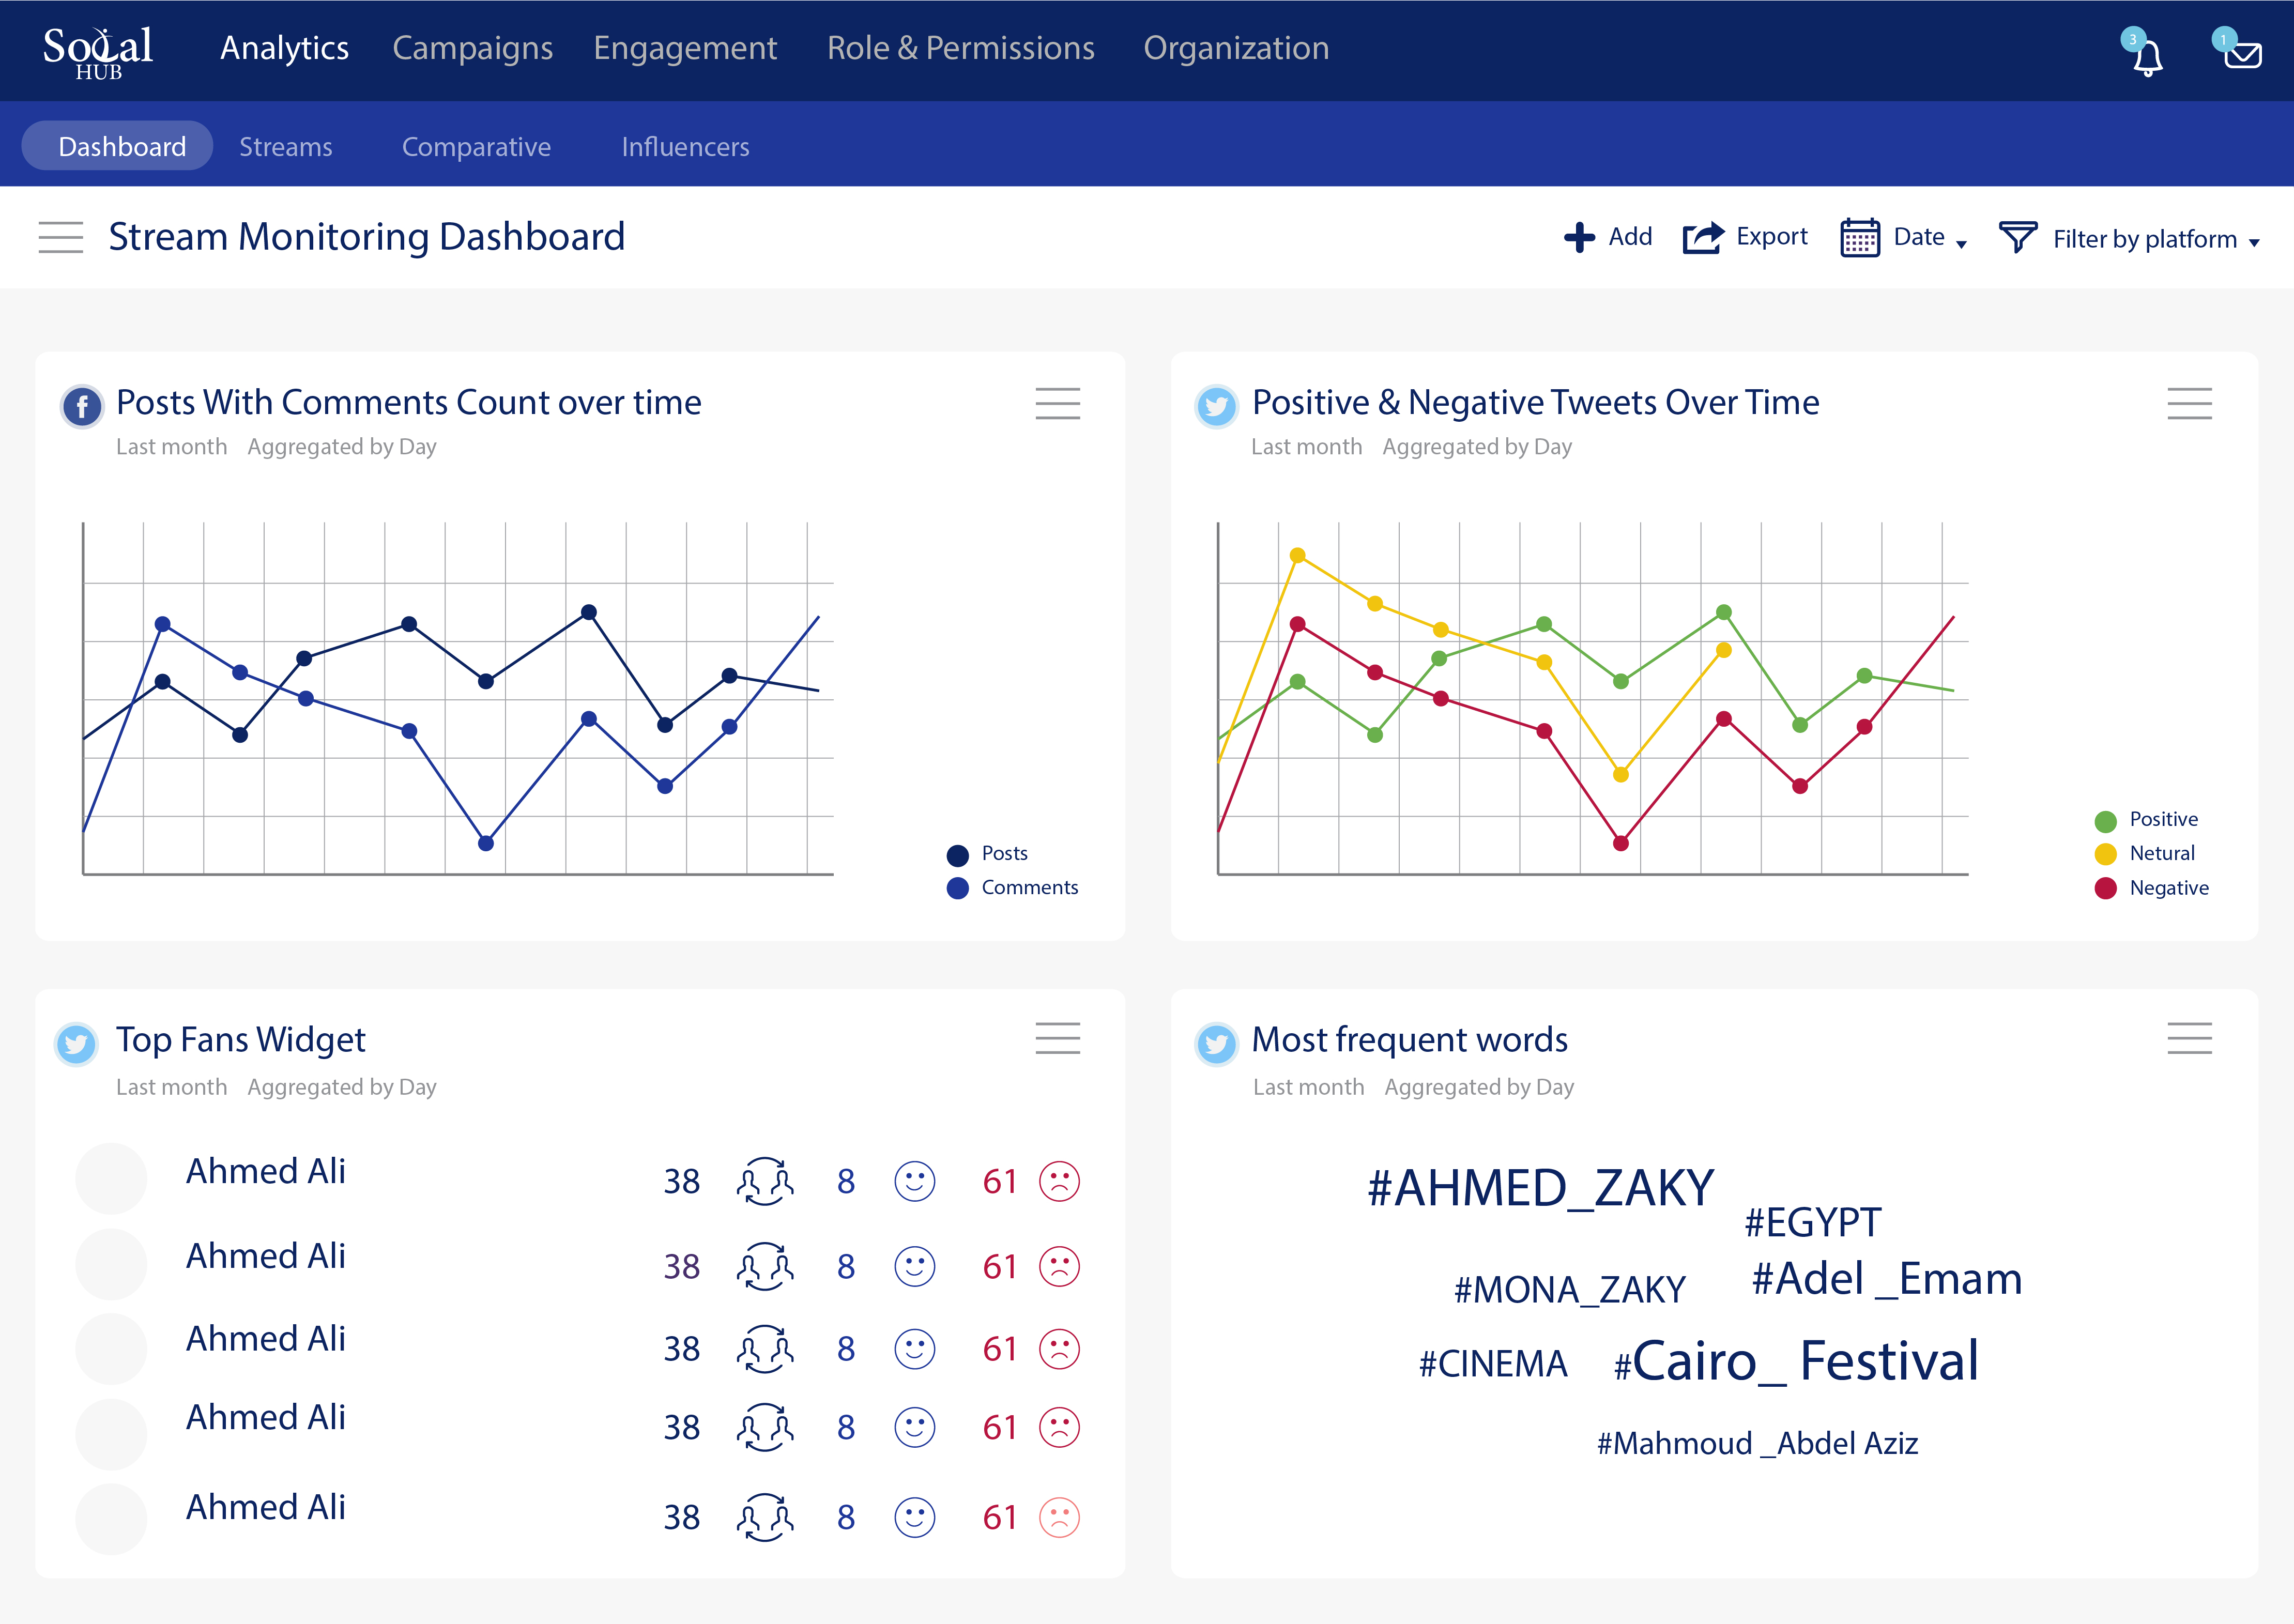 Social
HUB
Analytics Campaigns Engagement Role & Permissions Organization
3 1
Dashboard Streams Comparative Influencers
Stream Monitoring Dashboard
Add Export Date Filter by platform
f Posts With Comments Count over time
Last month Aggregated by Day
Posts
Comments
Positive & Negative Tweets Over Time
Last month Aggregated by Day
Positive
Netural
Negative
Top Fans Widget
Last month Aggregated by Day
Ahmed Ali 38 8 61
Ahmed Ali 38 8 61
Ahmed Ali 38 8 61
Ahmed Ali 38 8 61
Ahmed Ali 38 8 61
Most frequent words
Last month Aggregated by Day
#AHMED_ZAKY
#EGYPT
#MONA_ZAKY #Adel _Emam
#CINEMA #Cairo_ Festival
#Mahmoud _Abdel Aziz